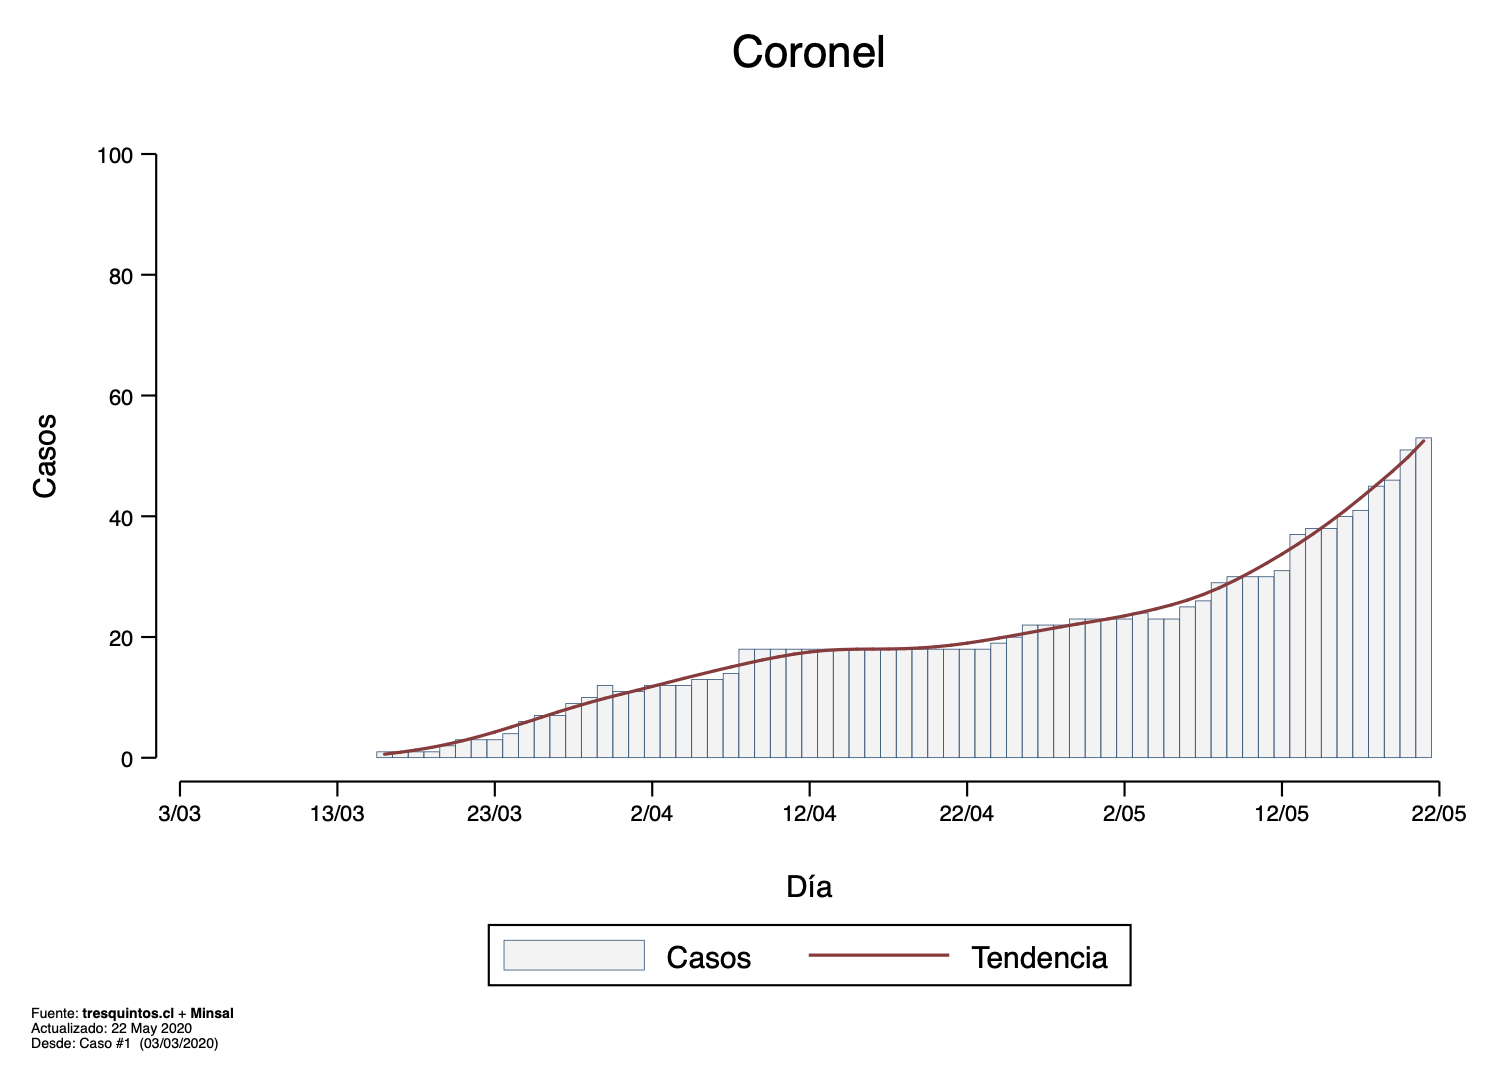 Coronel
100
80
60
40
20
0
Casos
3/03 13/03 23/03 2/04 12/04 22/04 2/05 12/05 22/05
Día
Casos Tendencia
Fuente: tresquintos.cl + Minsal
Actualizado: 22 May 2020
Desde: Caso #1 (03/03/2020)